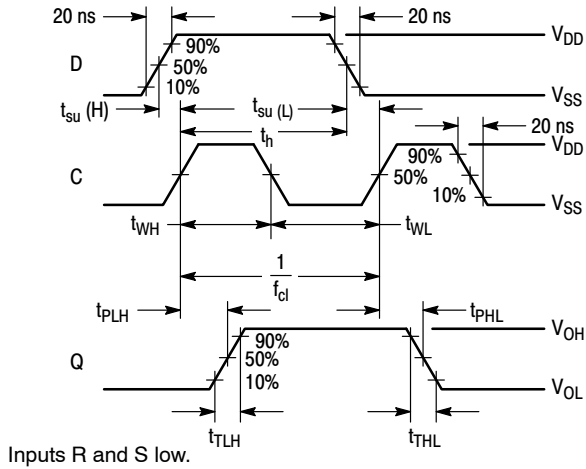 20 ns
20 ns
V_DD
D
90%
50%
10%
V_SS
t_su (H)
t_su (L)
t_h
20 ns
V_DD
C
90%
50%
10%
V_SS
t_WH
t_WL
1
f_cl
t_PLH
t_PHL
V_OH
Q
90%
50%
10%
V_OL
t_TLH
t_THL
Inputs R and S low.